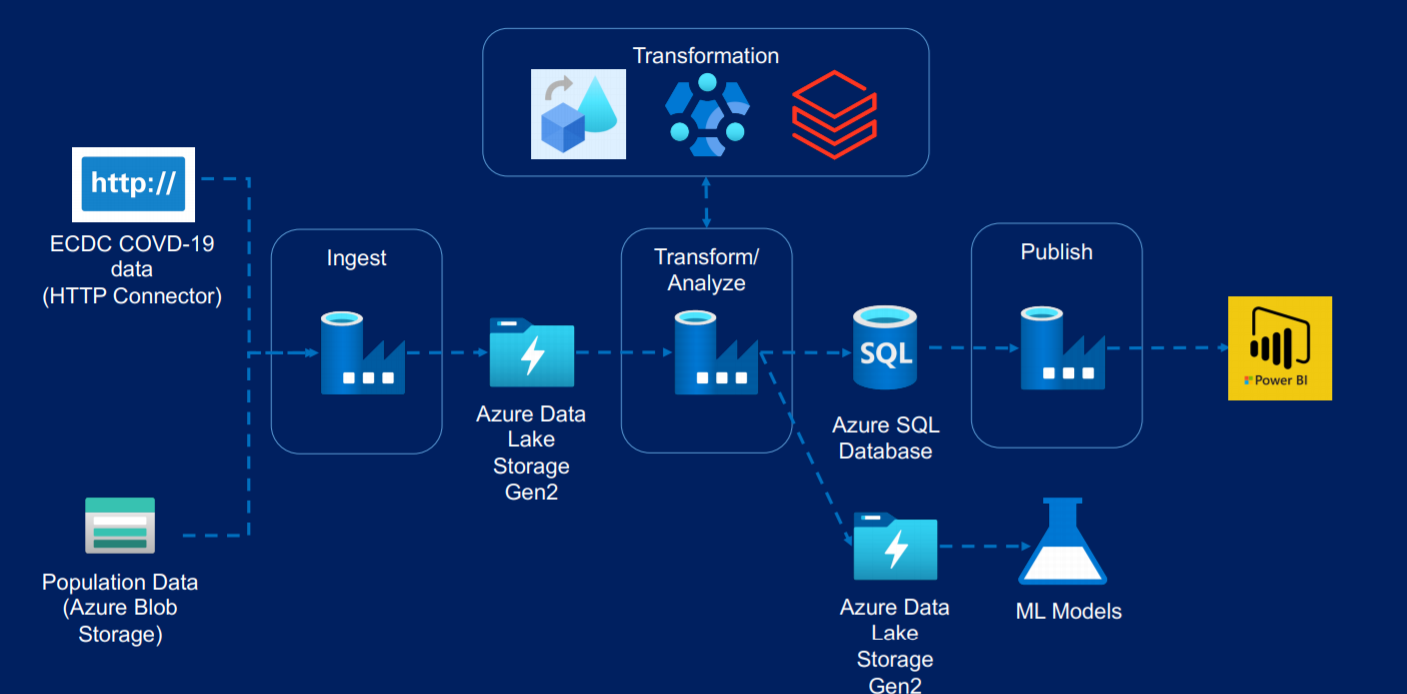 Transformation
http://
ECDC COVD-19
data
(HTTP Connector)
Ingest
Transform/
Analyze
Publish
SQL
Power BI
Azure Data
Lake
Storage
Gen2
Azure SQL
Database
Population Data
(Azure Blob
Storage)
Azure Data
Lake
Storage
Gen2
ML Models